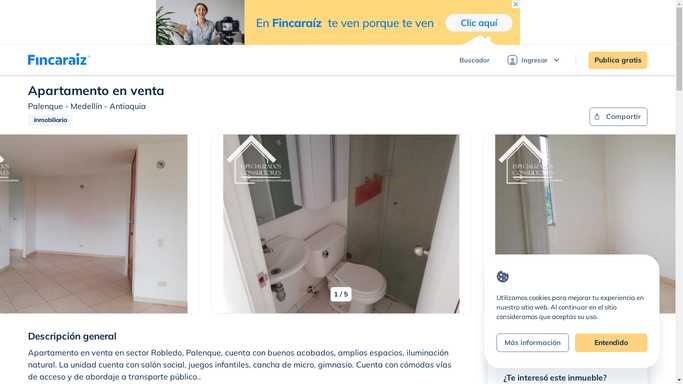 En Fincaraíz te ven porque te ven
Clic aquí
Fincaraiz
Buscador
Ingresar
Publica gratis
Apartamento en venta
Palenque - Medellín - Antioquia
Inmobiliaria
Compartir
ESPECIALIZADOS
CONSULTORES
ESPECIALIZADOS
CONSULTORES
1 / 5
Utilizamos cookies para mejorar tu experiencia en
nuestro sitio web. Al continuar en el sitio
consideramos que aceptas su uso.
Más información
Entendido
Descripción general
Apartamento en venta en sector Robledo, Palenque, cuenta con buenos acabados, amplios espacios, iluminación
natural. La unidad cuenta con salón social, juegos infantiles, cancha de micro, gimnasio. Cuenta con cómodas vías
de acceso y de abordaje a transporte público..
¿Te interesó este inmueble?